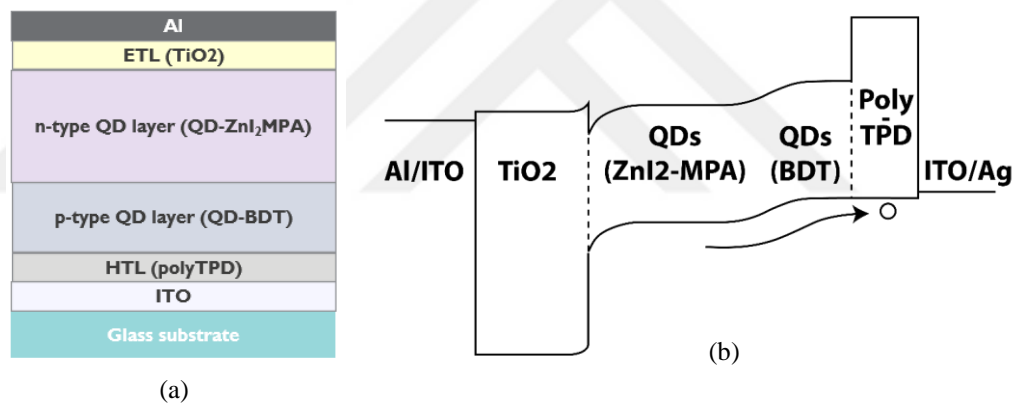 Al
ETL (TiO2)
n-type QD layer (QD-ZnI₂MPA)
p-type QD layer (QD-BDT)
HTL (polyTPD)
ITO
Glass substrate
(a)
Al/ITO
TiO2
QDs
(ZnI2-MPA)
QDs
(BDT)
Poly
-
TPD
ITO/Ag
(b)